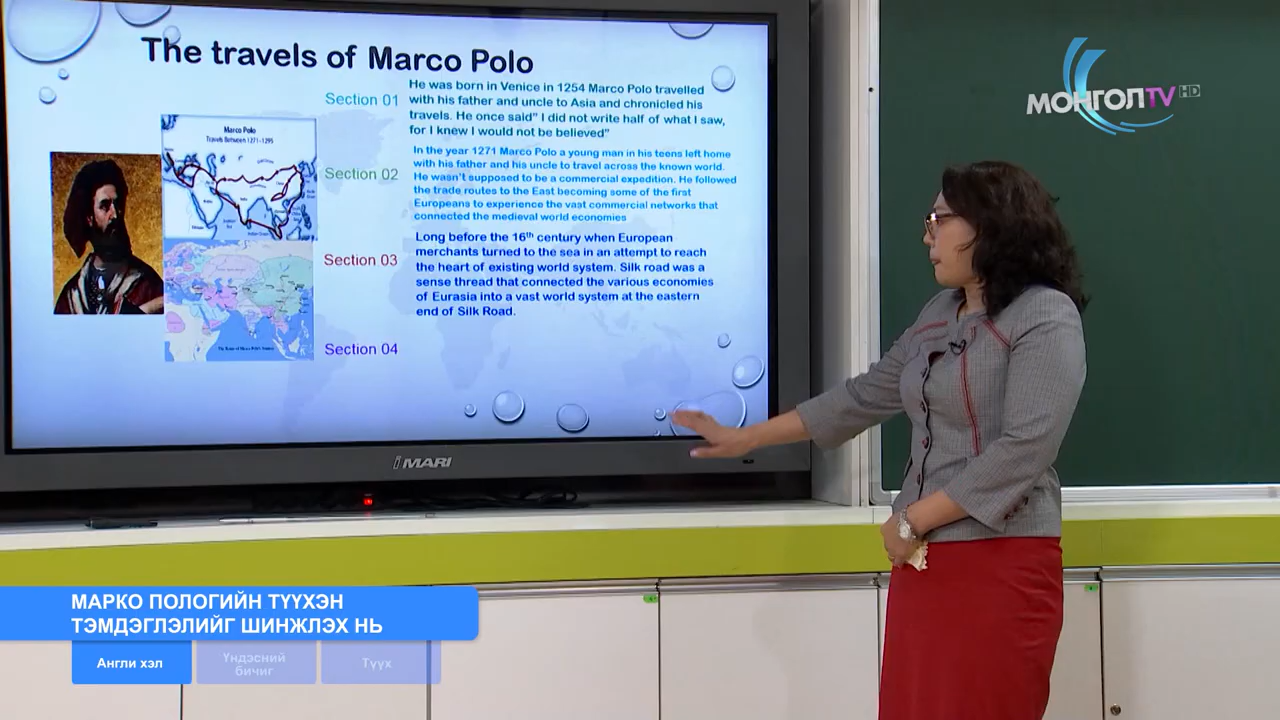 The travels of Marco Polo
Section 01
He was born in Venice in 1254 Marco Polo travelled
with his father and uncle to Asia and chronicled his
travels. He once said" I did not write half of what I saw,
for I knew I would not be believed"
Section 02
In the year 1271 Marco Polo a young man in his teens left home
with his father and his uncle to travel across the known world.
He wasn't supposed to be a commercial expedition. He followed
the trade routes to the East becoming some of the first
Europeans to experience the vast commercial networks that
connected the medieval world economies
Section 03
Long before the 16th century when European
merchants turned to the sea in an attempt to reach
the heart of existing world system. Silk road was a
sense thread that connected the various economies
of Eurasia into a vast world system at the eastern
end of Silk Road.
Section 04
Marco Polo
Travels Between 1271-1295
iMARI
МОНГОЛTV HD
МАРКО ПОЛОГИЙН ТҮҮХЭН
ТЭМДЭГЛЭЛИЙГ ШИНЖЛЭХ НЬ
Англи хэл
Үндэсний
бичиг
Түүх